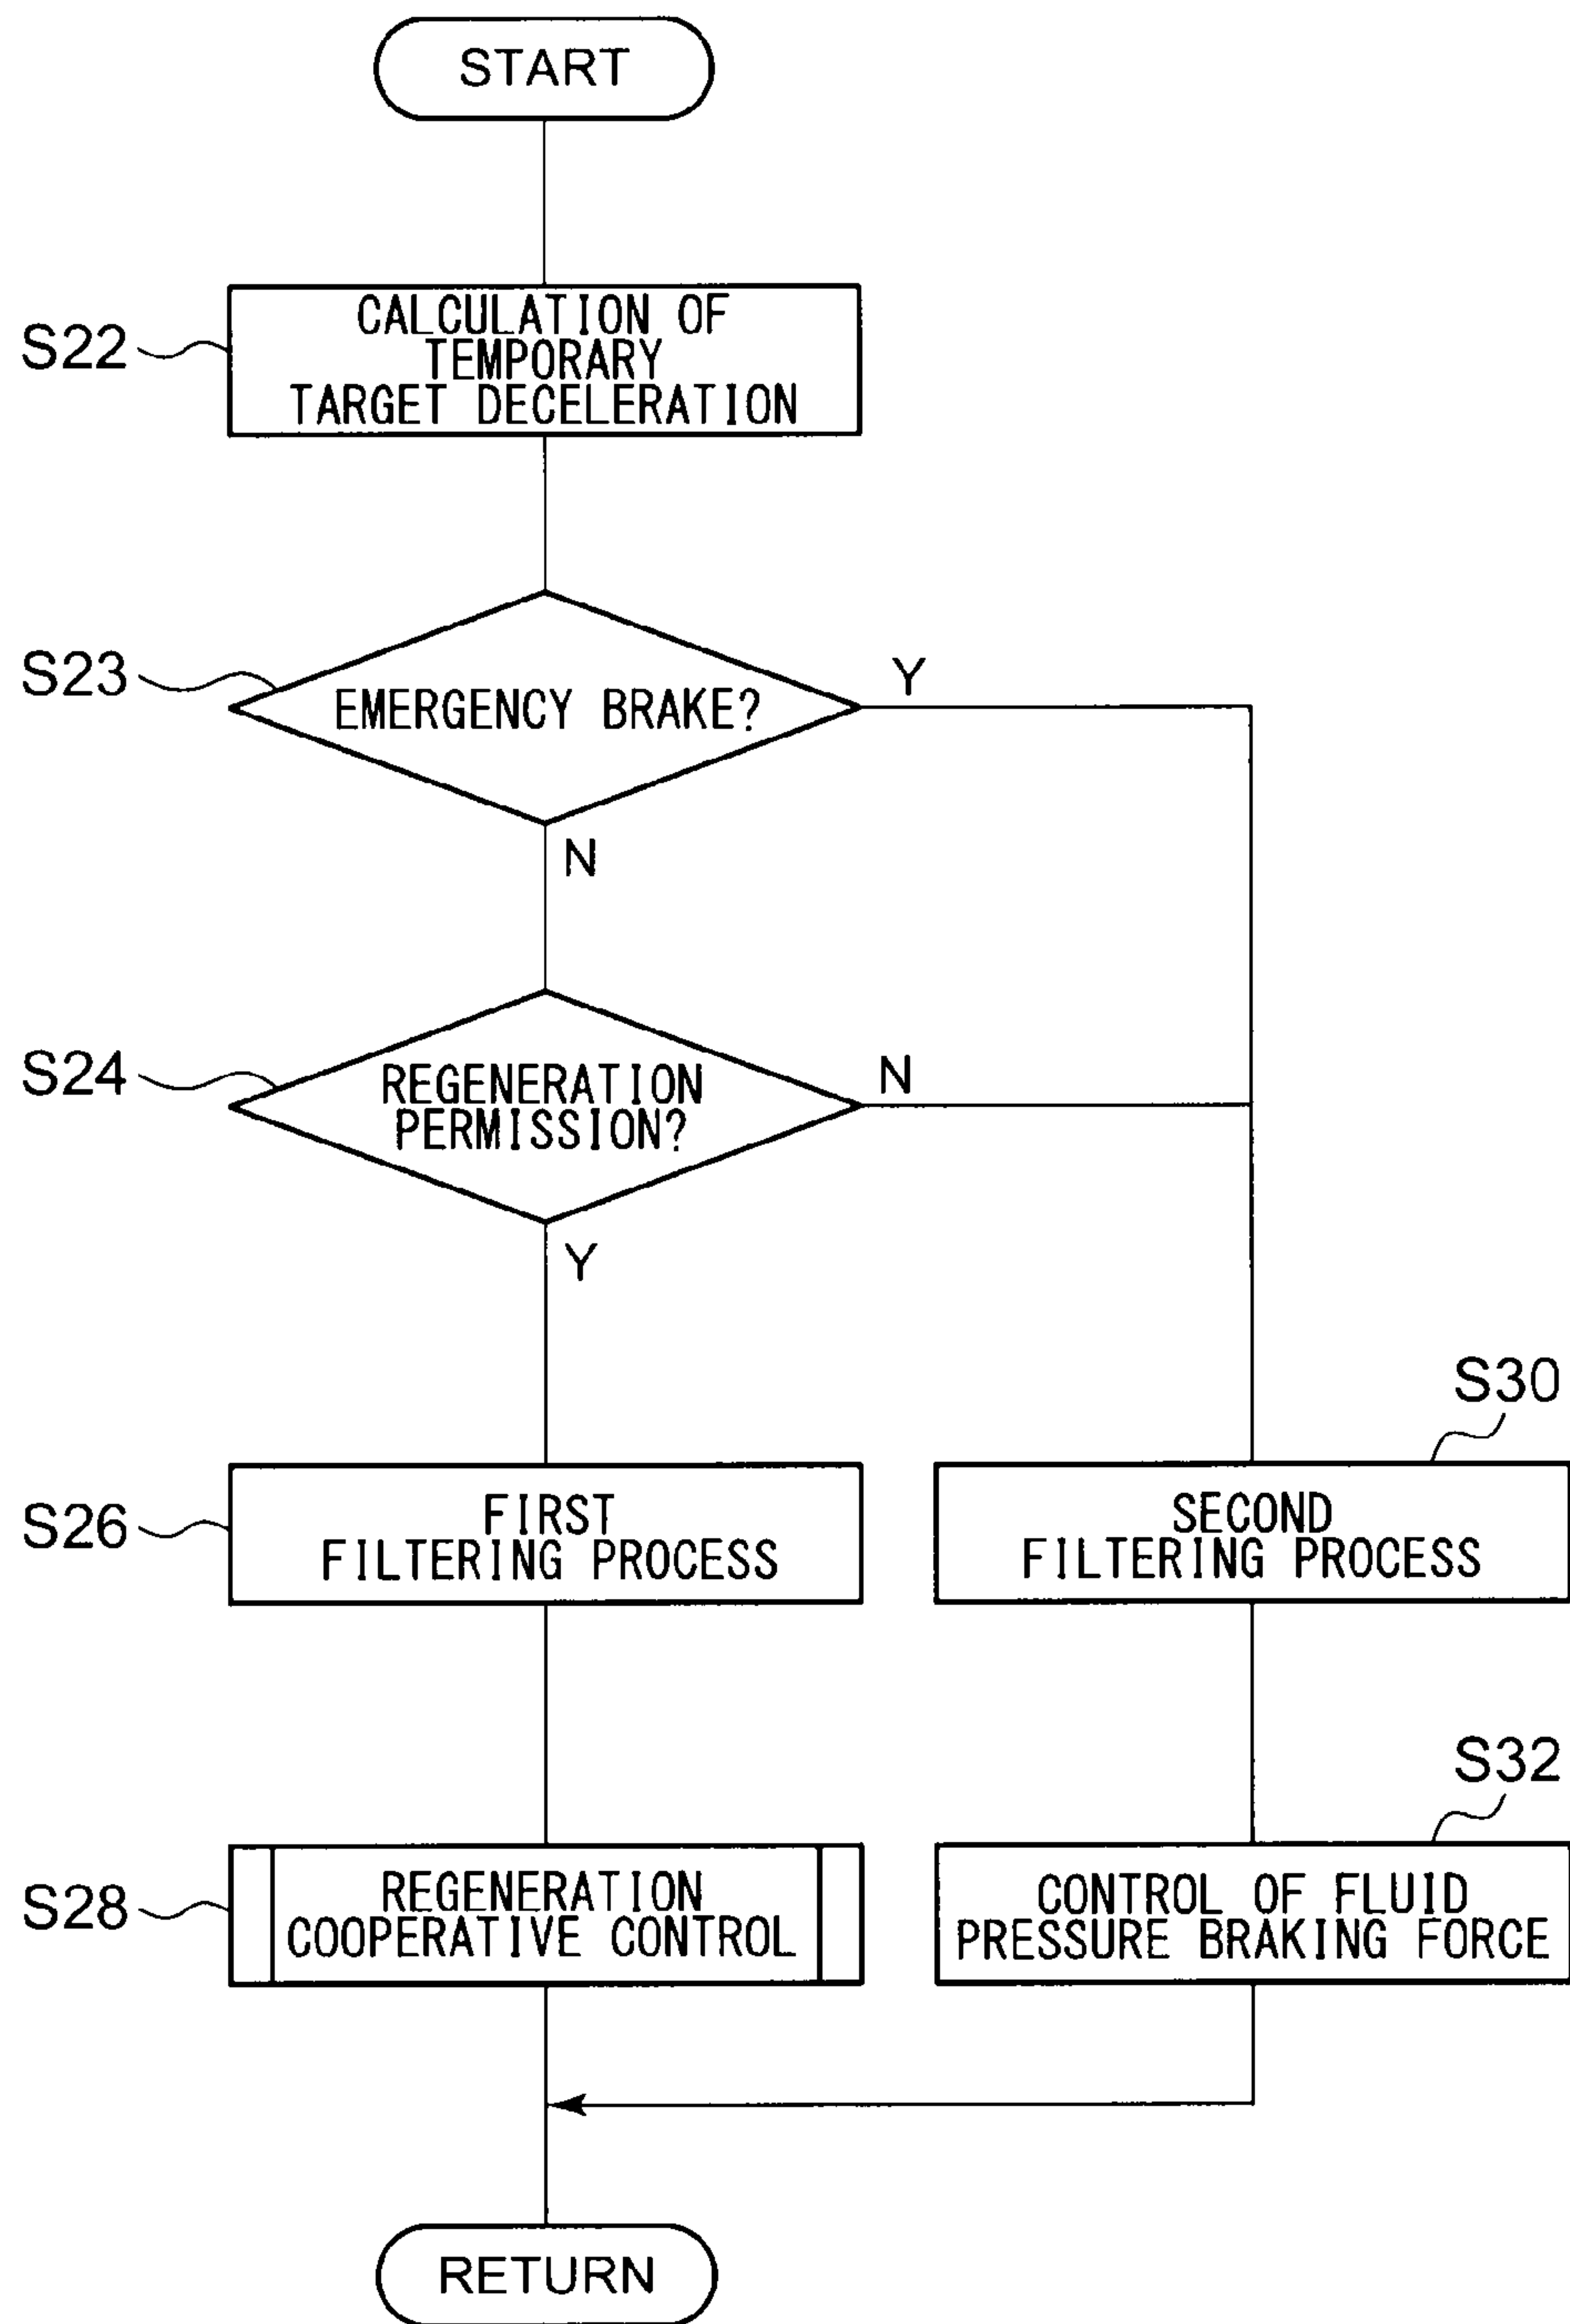 START
S22
CALCULATION OF
TEMPORARY
TARGET DECELERATION
S23
EMERGENCY BRAKE?
Y
N
S24
REGENERATION
PERMISSION?
N
Y
S26
FIRST
FILTERING PROCESS
S30
SECOND
FILTERING PROCESS
S28
REGENERATION
COOPERATIVE CONTROL
S32
CONTROL OF FLUID
PRESSURE BRAKING FORCE
RETURN